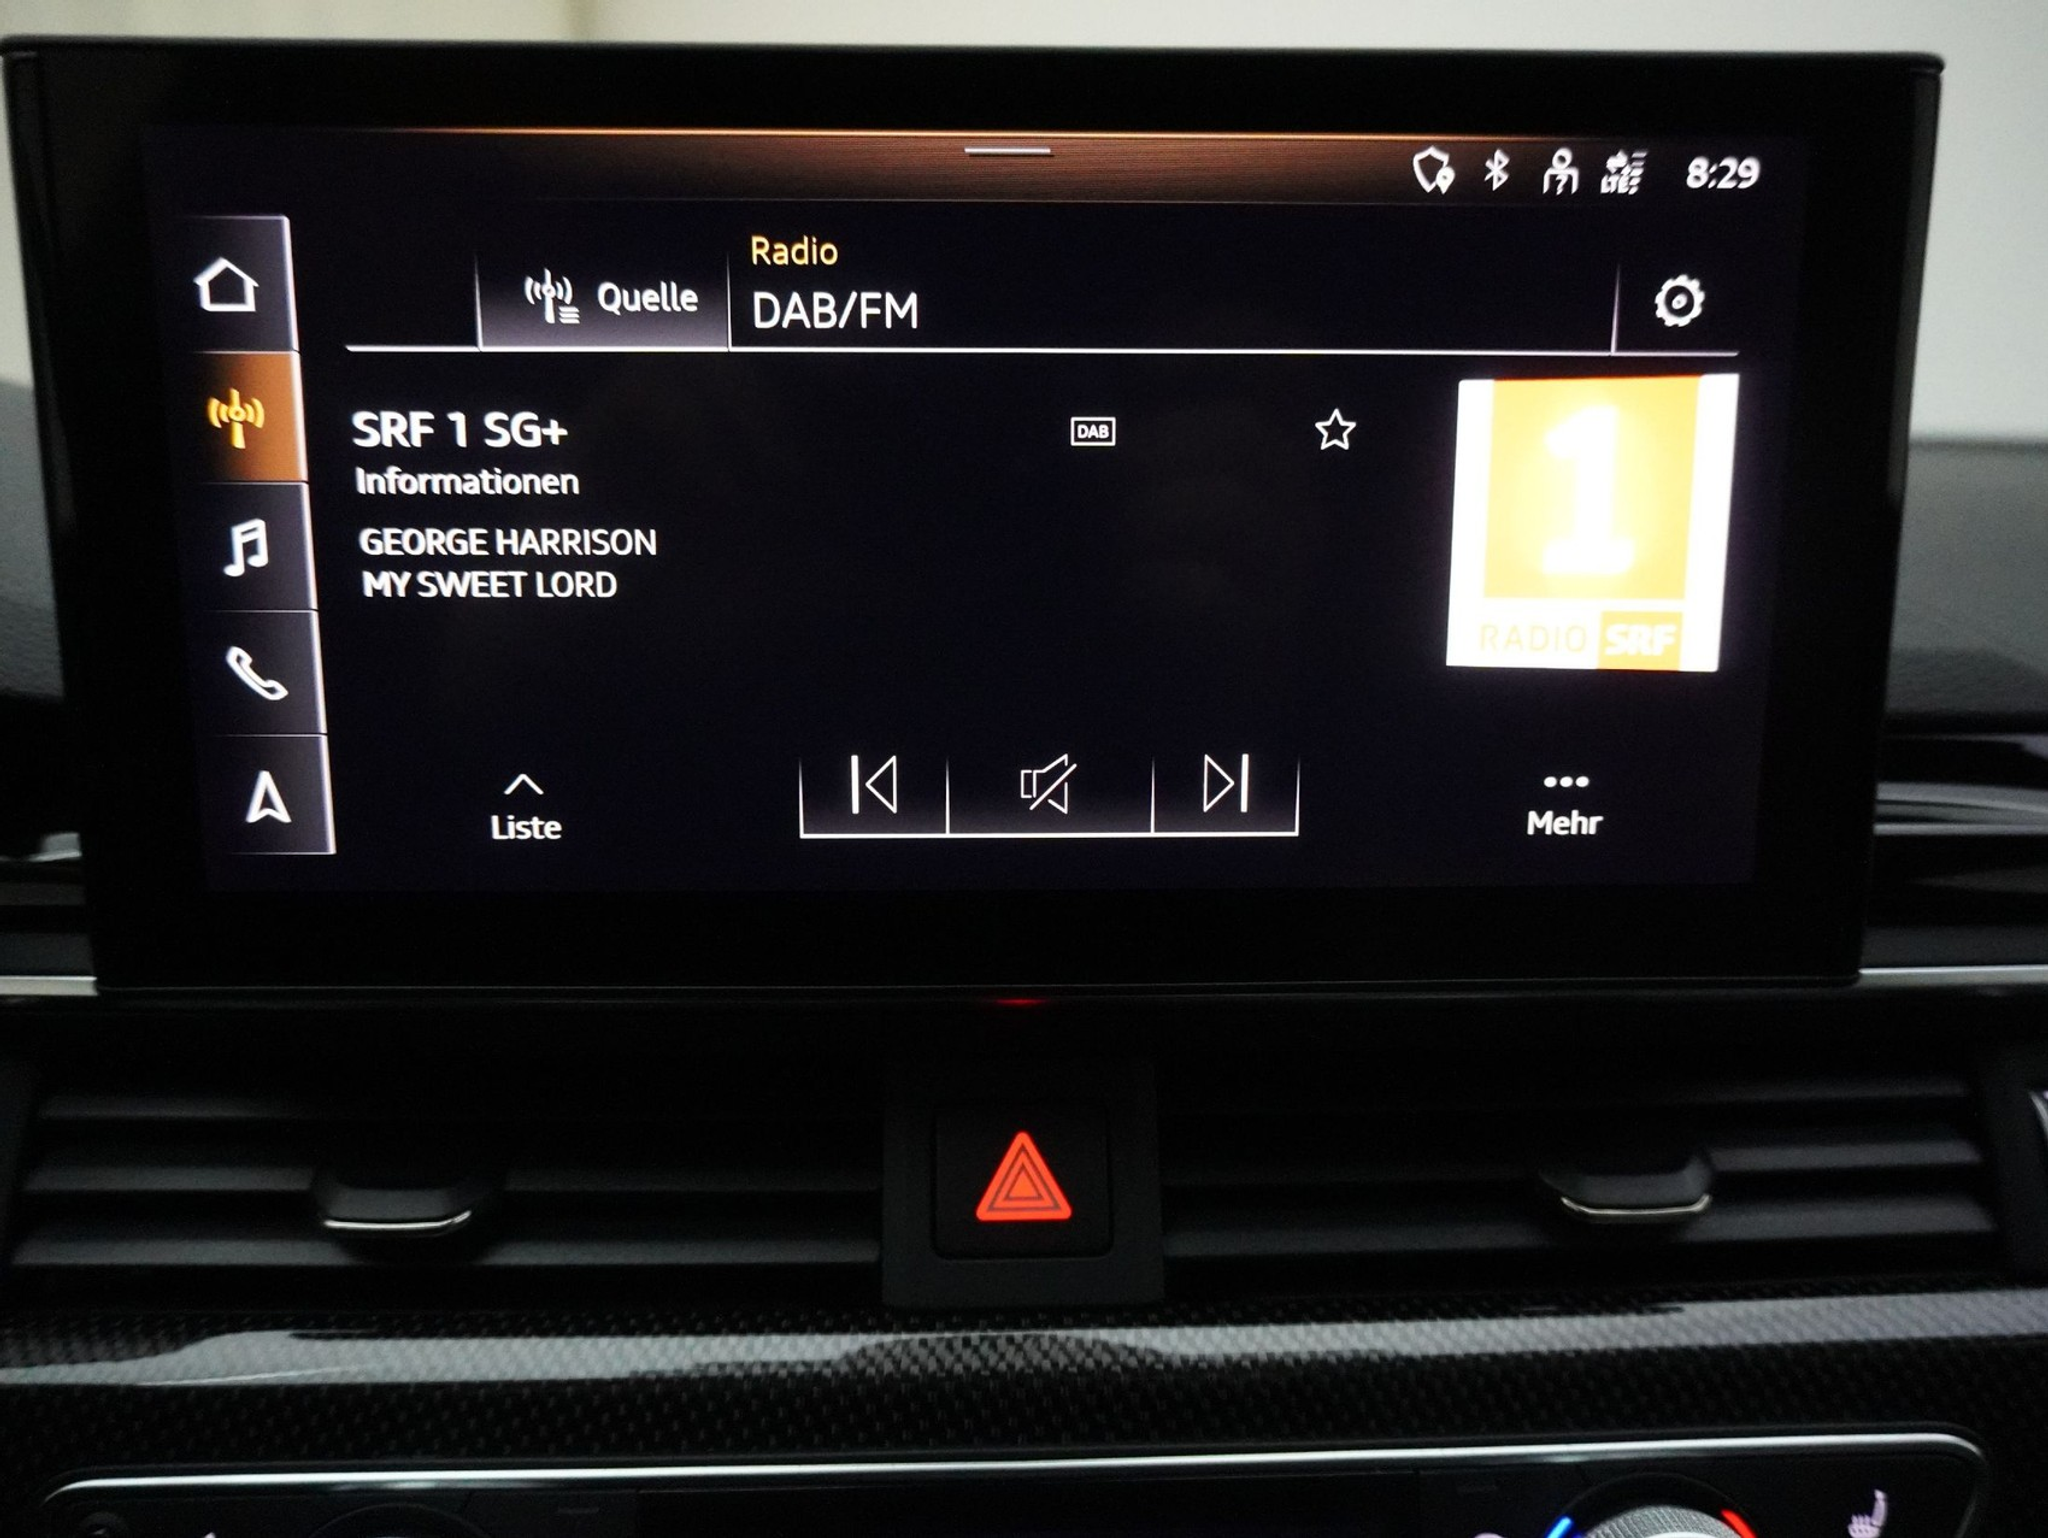 8:29
Radio
Quelle
DAB/FM
SRF 1 SG+
DAB
Informationen
GEORGE HARRISON
MY SWEET LORD
1
RADIO SRF
Liste
Mehr